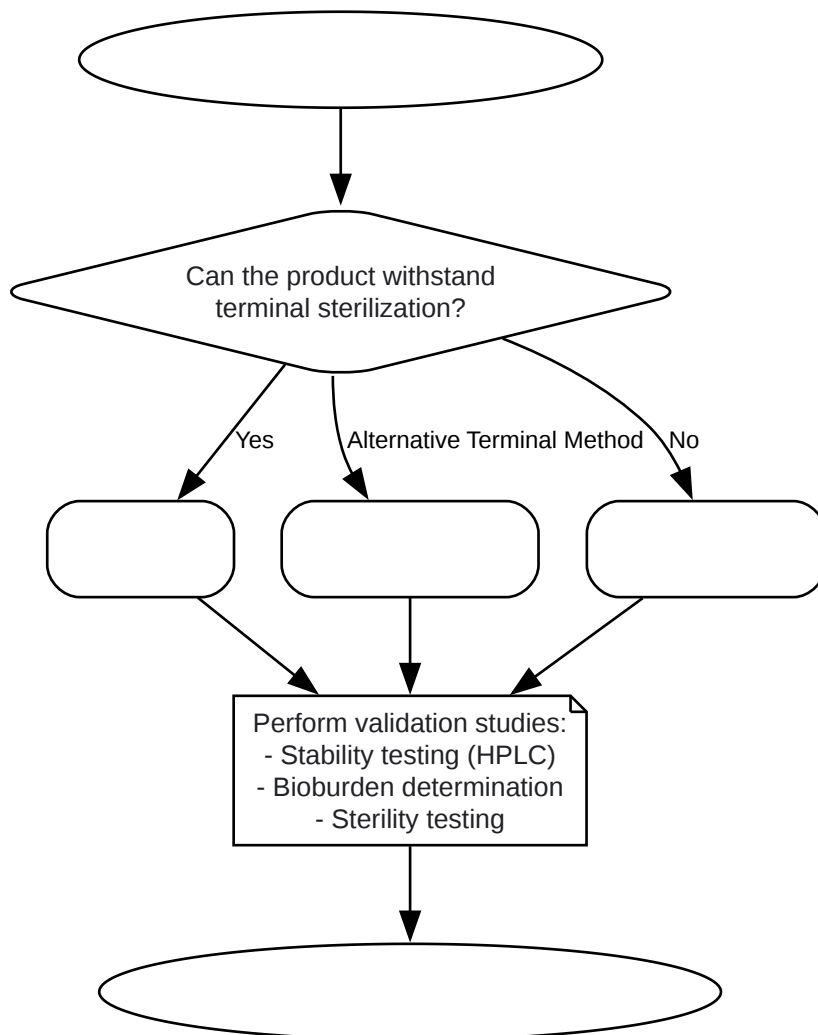 Can the product withstand
terminal sterilization?
Yes
Alternative Terminal Method
No
Perform validation studies:
- Stability testing (HPLC)
- Bioburden determination
- Sterility testing